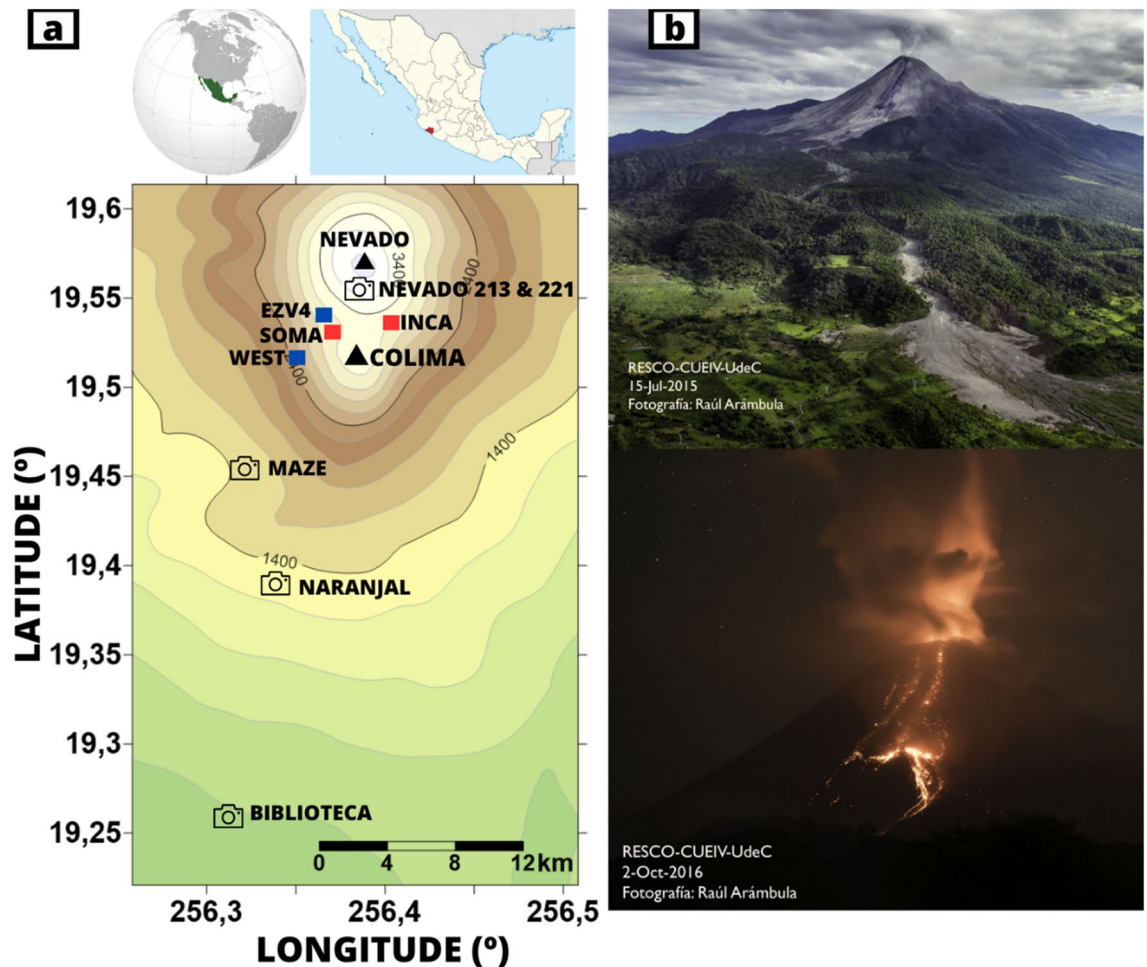 a
b
19,6
19,55
19,5
19,45
19,4
19,35
19,3
19,25
LATITUDE (º)
NEVADO
3400
2400
NEVADO 213 & 221
EZV4
SOMA
INCA
WEST
COLIMA
MAZE
1400
1400
NARANJAL
BIBLIOTECA
0 4 8 12 km
256,3 256,4 256,5
LONGITUDE (º)
RESCO-CUEIV-UdeC
15-Jul-2015
Fotografía: Raúl Arámbula
RESCO-CUEIV-UdeC
2-Oct-2016
Fotografía: Raúl Arámbula